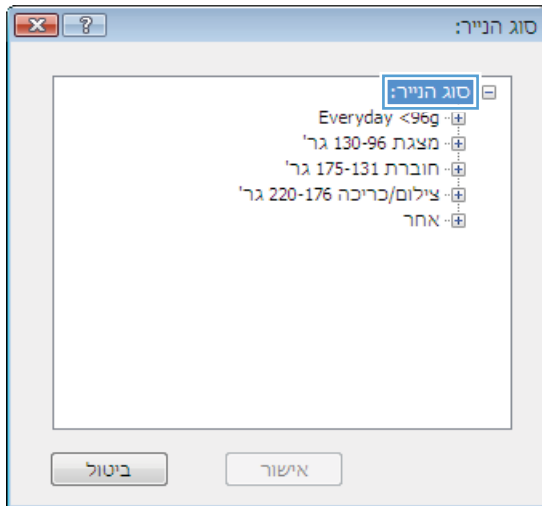 סוג הנייר:
סוג הנייר:
Everyday <96g
מצגת 130-96 גר'
חוברת 175-131 גר'
צילום/כריכה 220-176 גר'
אחר
אישור
ביטול